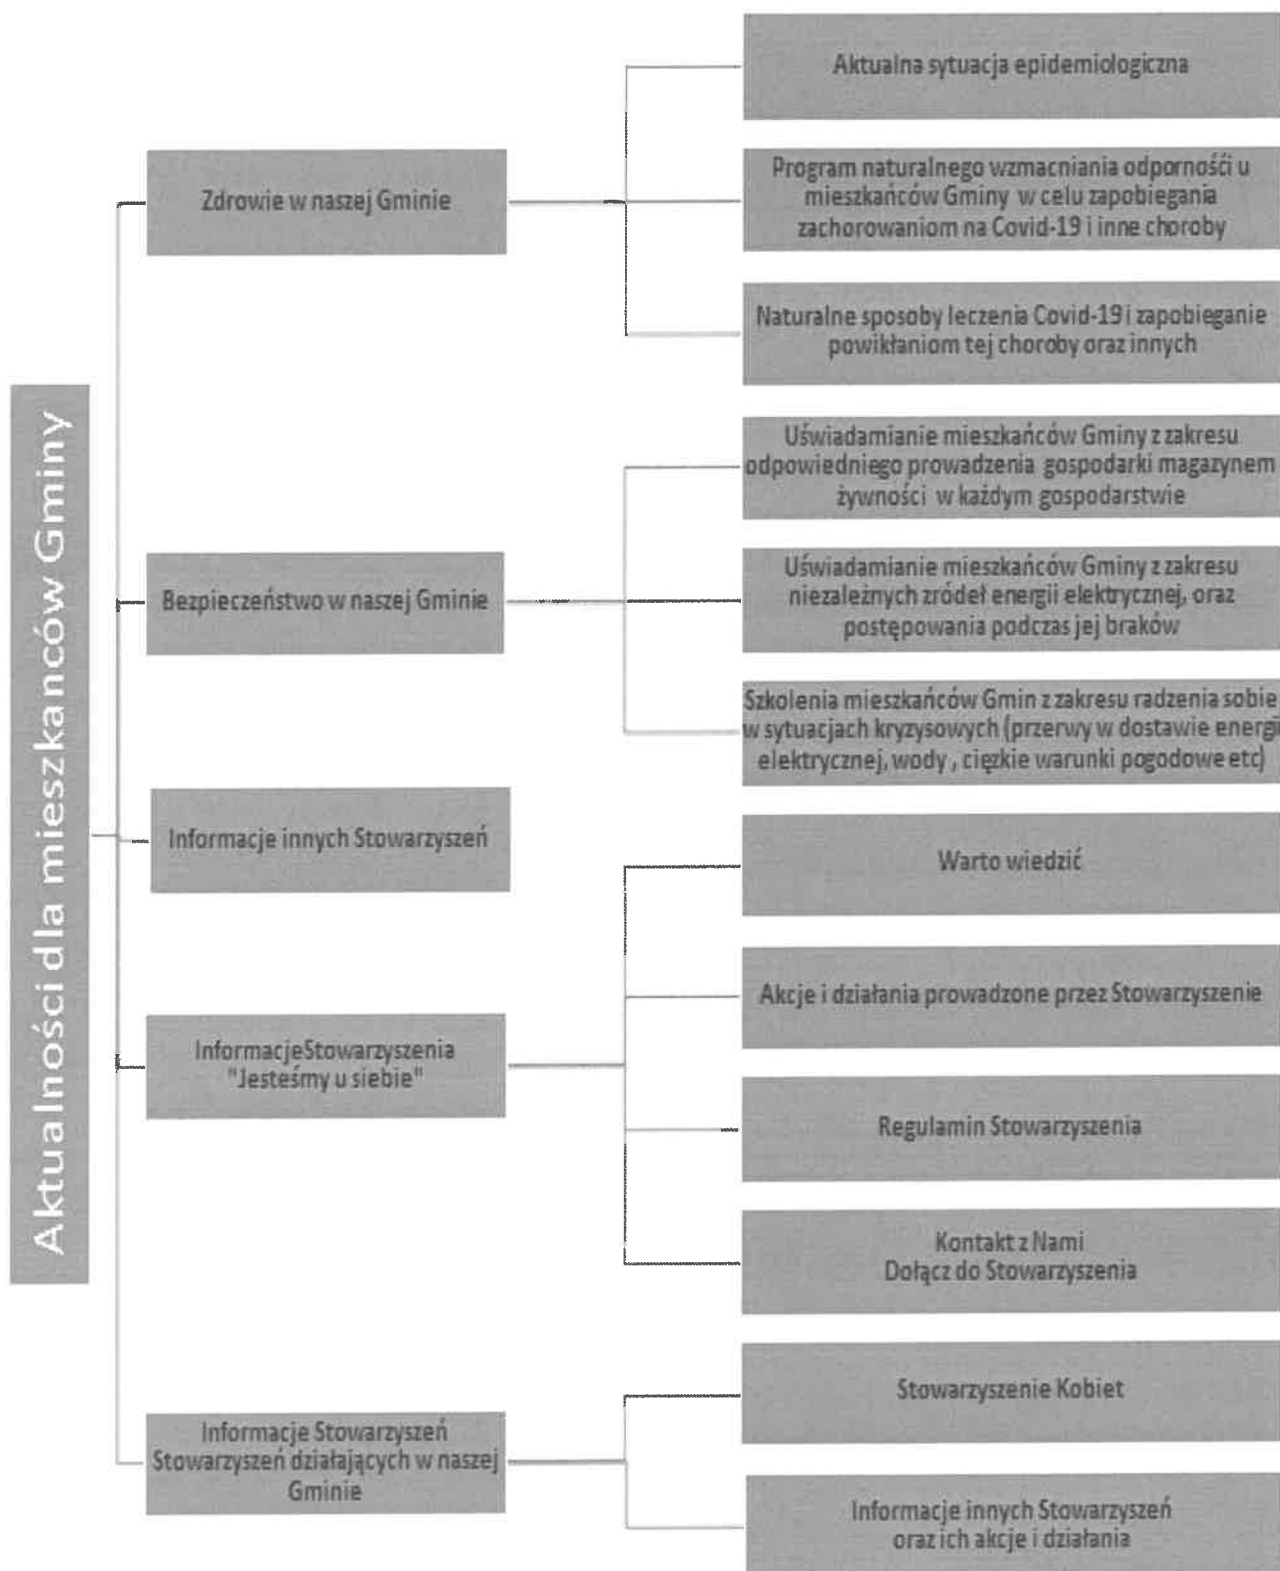 Aktualności dla mieszkańców Gminy
Zdrowie w naszej Gminie
Aktualna sytuacja epidemiologiczna
Program naturalnego wzmacniania odpornośći u
mieszkańców Gminy w celu zapobiegania
zachorowaniom na Covid-19 i inne choroby
Naturalne sposoby leczenia Covid-19 i zapobieganie
powikłaniom tej choroby oraz innych
Bezpieczeństwo w naszej Gminie
Uświadamianie mieszkańców Gminy z zakresu
odpowiedniego prowadzenia gospodarki magazynem
żywności w każdym gospodarstwie
Uświadamianie mieszkańców Gminy z zakresu
niezależnych zródeł energii elektrycznej, oraz
postępowania podczas jej braków
Szkolenia mieszkańców Gmin z zakresu radzenia sobie
w sytuacjach kryzysowych (przerwy w dostawie energii
elektrycznej, wody , ciężkie warunki pogodowe etc)
Informacje innych Stowarzyszeń
InformacjeStowarzyszenia
"Jesteśmy u siebie"
Warto wiedzić
Akcje i działania prowadzone przez Stowarzyszenie
Regulamin Stowarzyszenia
Kontakt z Nami
Dołącz do Stowarzyszenia
Informacje Stowarzyszeń
Stowarzyszeń działających w naszej
Gminie
Stowarzyszenie Kobiet
Informacje innych Stowarzyszeń
oraz ich akcje i działania